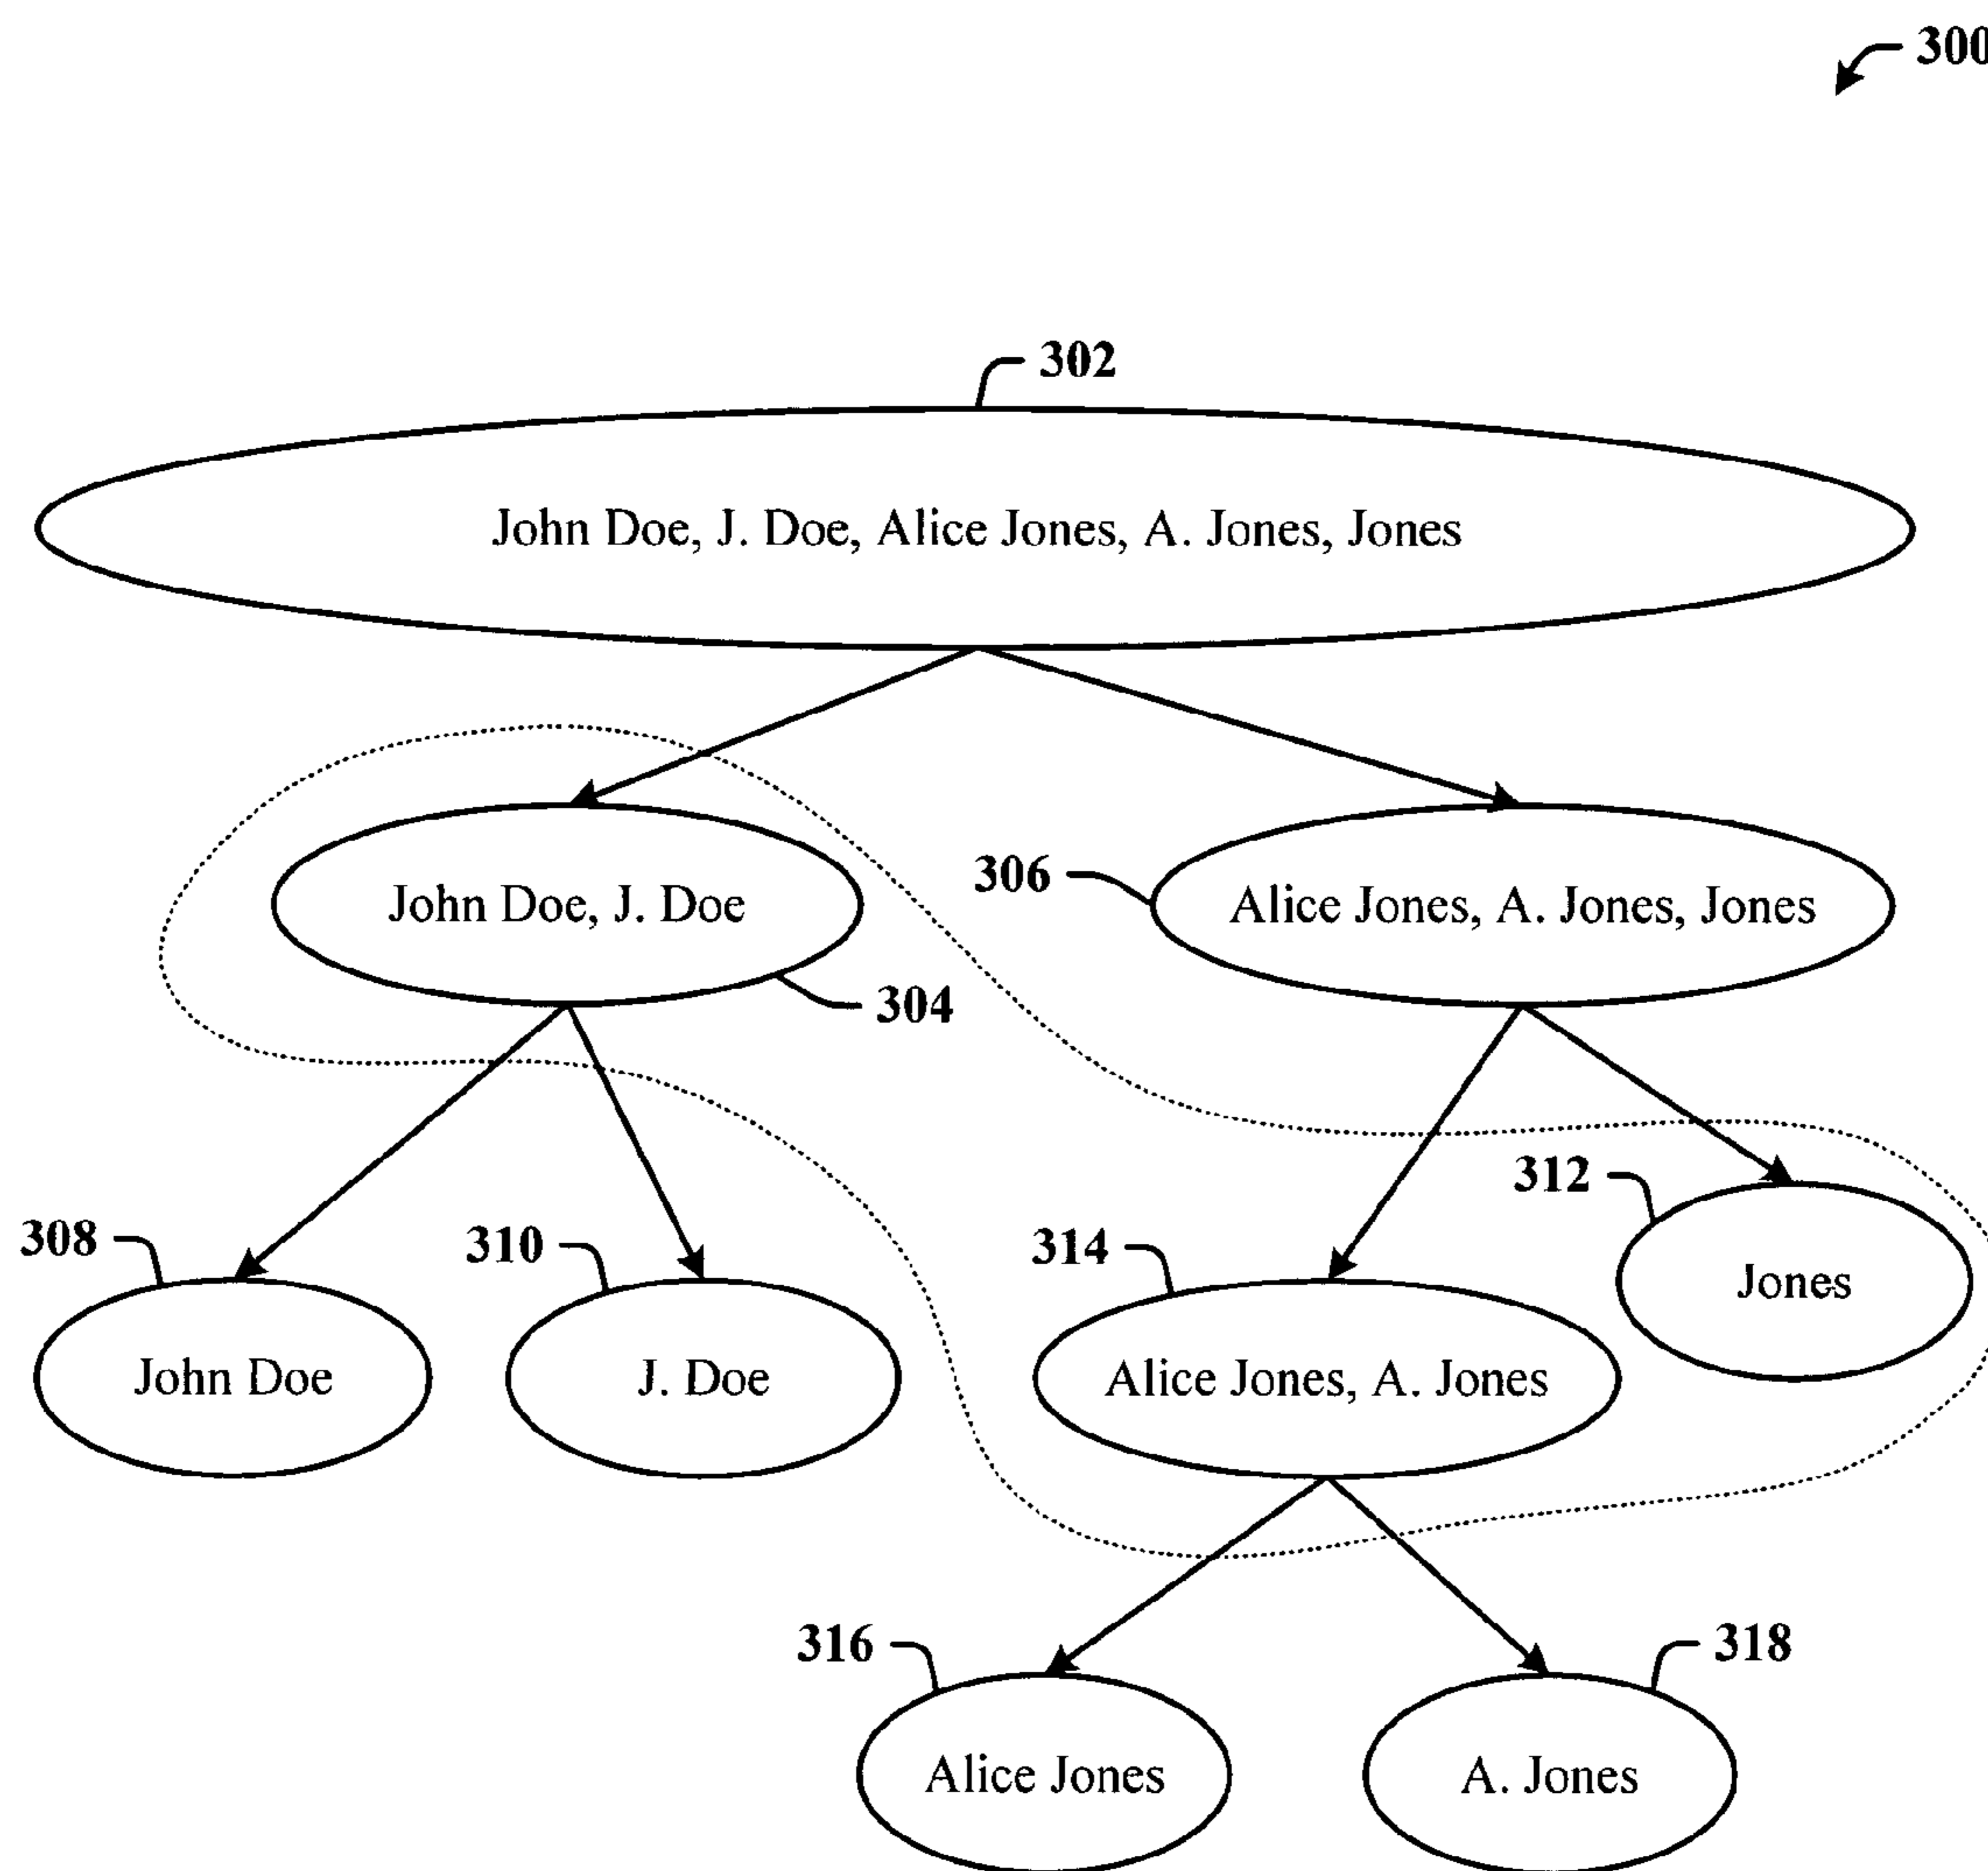 300
302
John Doe, J. Doe, Alice Jones, A. Jones, Jones
John Doe, J. Doe
304
306
Alice Jones, A. Jones, Jones
308
John Doe
310
J. Doe
314
Alice Jones, A. Jones
312
Jones
316
Alice Jones
318
A. Jones